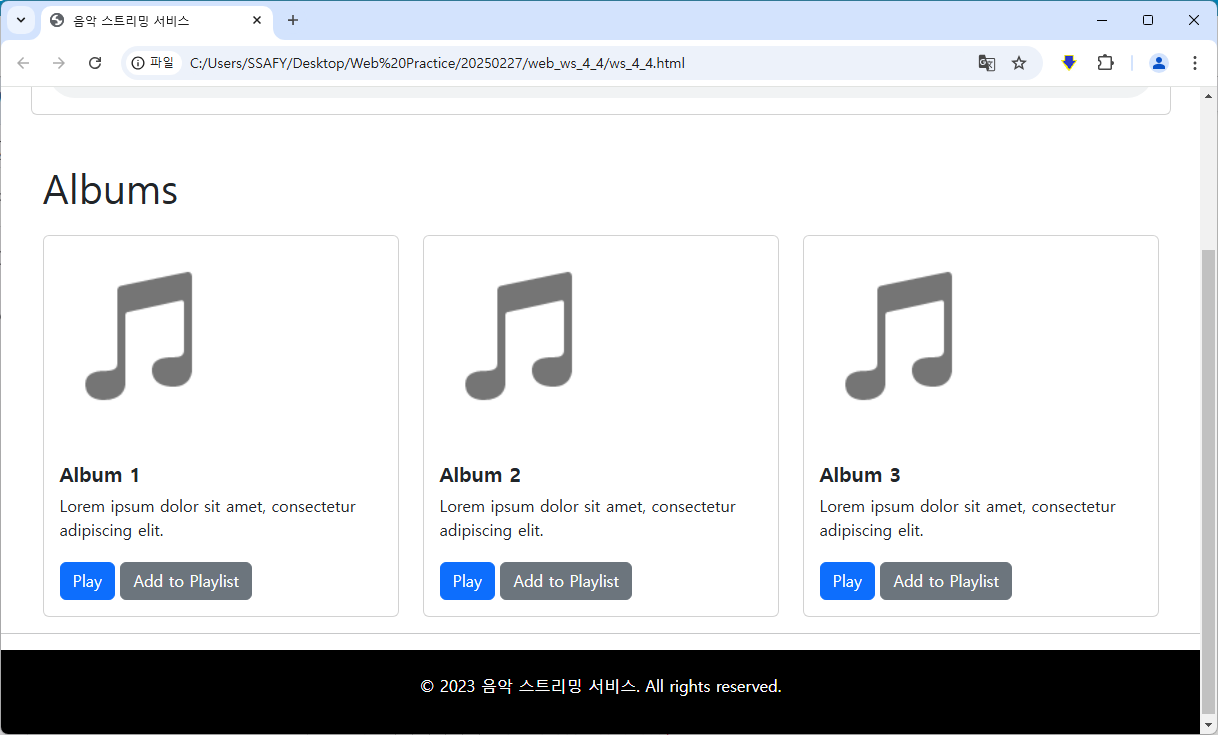 음악 스트리밍 서비스
파일 C:/Users/SSAFY/Desktop/Web%20Practice/20250227/web_ws_4_4/ws_4_4.html
Albums
Album 1
Lorem ipsum dolor sit amet, consectetur
adipiscing elit.
Play Add to Playlist
Album 2
Lorem ipsum dolor sit amet, consectetur
adipiscing elit.
Play Add to Playlist
Album 3
Lorem ipsum dolor sit amet, consectetur
adipiscing elit.
Play Add to Playlist
© 2023 음악 스트리밍 서비스. All rights reserved.